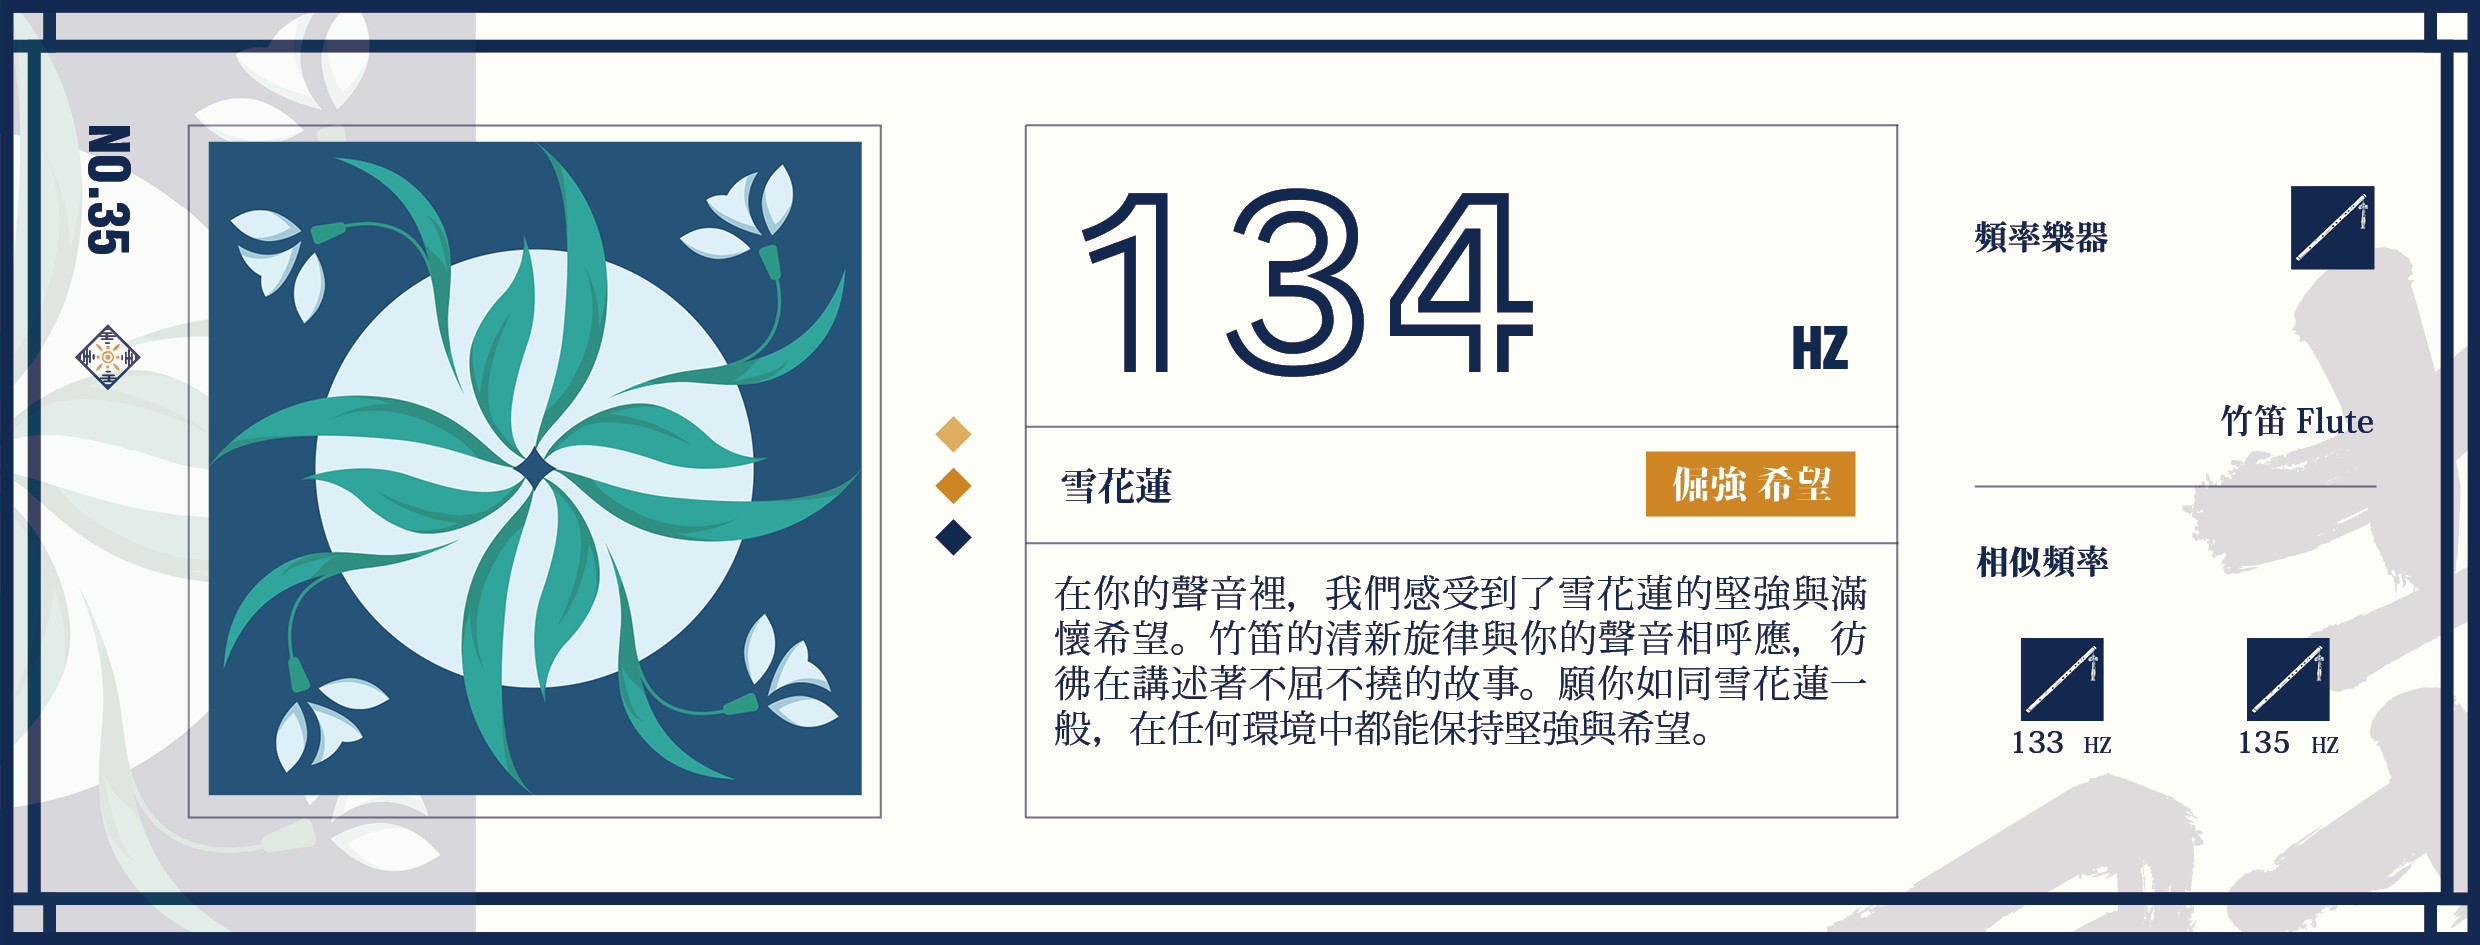 NO.35
134
HZ
雪花蓮
倔強 希望
在你的聲音裡，我們感受到了雪花蓮的堅強與滿
懷希望。竹笛的清新旋律與你的聲音相呼應，彷
彿在講述著不屈不撓的故事。願你如同雪花蓮一
般，在任何環境中都能保持堅強與希望。
頻率樂器
竹笛 Flute
相似頻率
133 HZ
135 HZ